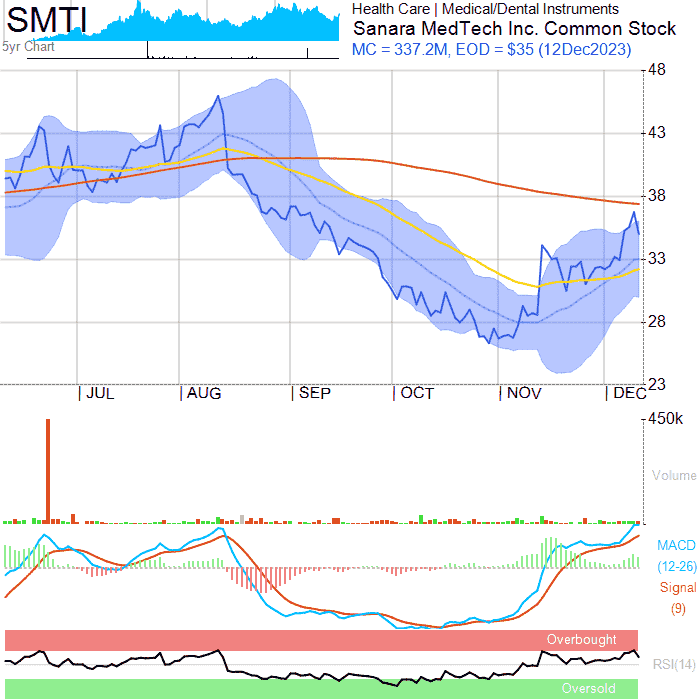 SMTI
Health Care | Medical/Dental Instruments
Sanara MedTech Inc. Common Stock
5yr Chart
MC = 337.2M, EOD = $35 (12Dec2023)
48
43
38
33
28
23
| JUL | AUG | SEP | OCT | NOV | DEC
450k
Volume
MACD
(12-26)
Signal
(9)
Overbought
RSI(14)
Oversold